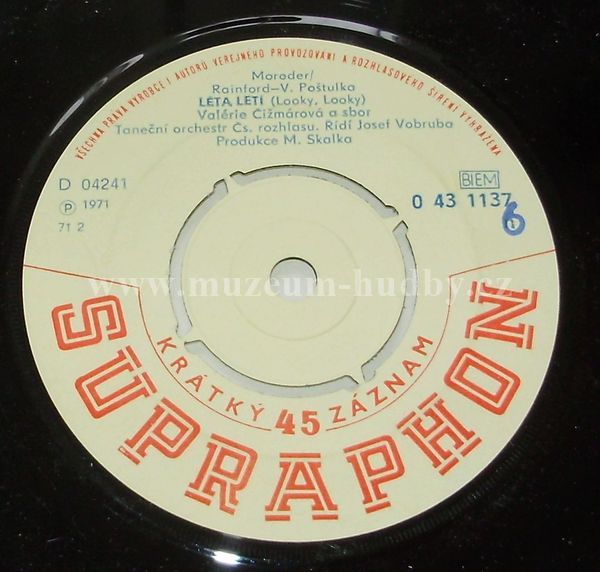 VŠECHNA PRÁVA VÝROBCE I AUTORŮ VEREJNÉHO PROVOZOVÁNÍ A ROZHLASOVÉHO ŠÍŘENÍ VYHRAZENA
Moroder/
Rainford—V. Poštulka
LÉTA LETÍ (Looky, Looky)
Valérie Čižmárová a sbor
Taneční orchestr Čs. rozhlasu. Řídí Josef Vobruba
Produkce M. Skalka
D 04241
℗ 1971
71 2
BIEM
0 43 1137
6
www.muzeum-hudby.cz
KRÁTKÝ 45 ZÁZNAM
SUPRAPHON